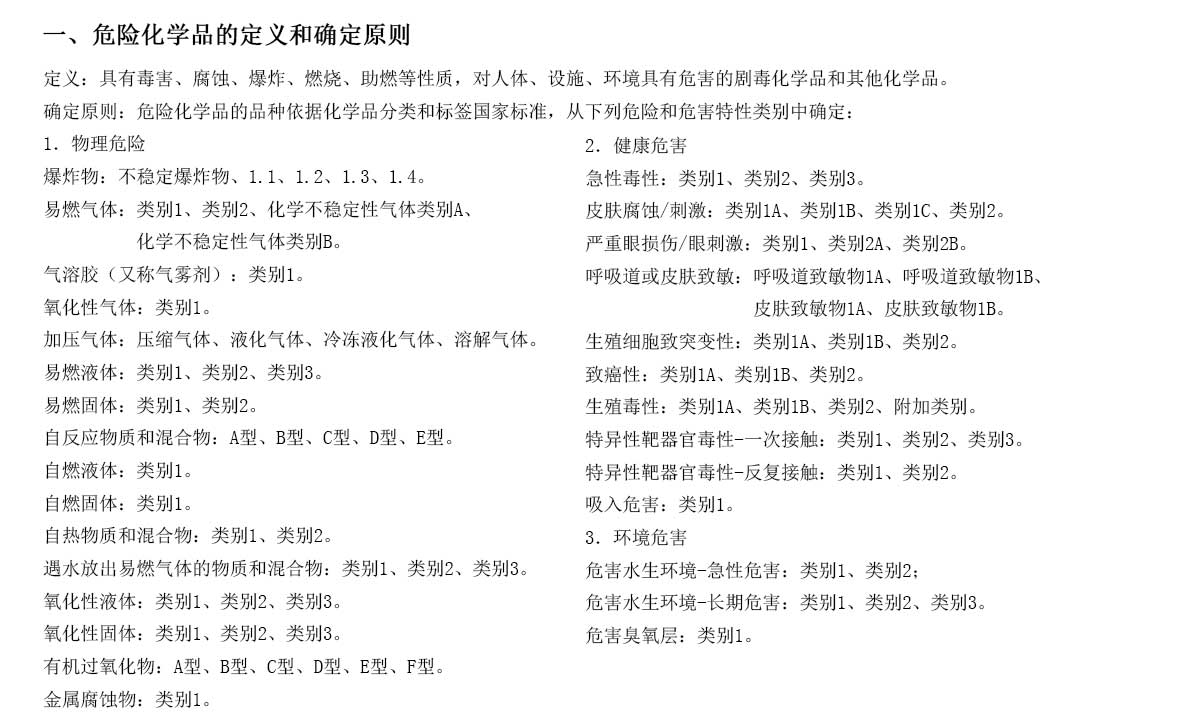 一、危险化学品的定义和确定原则
定义：具有毒害、腐蚀、爆炸、燃烧、助燃等性质，对人体、设施、环境具有危害的剧毒化学品和其他化学品。
确定原则：危险化学品的品种依据化学品分类和标签国家标准，从下列危险和危害特性类别中确定：
1. 物理危险
爆炸物：不稳定爆炸物、1.1、1.2、1.3、1.4。
易燃气体：类别1、类别2、化学不稳定性气体类别A、
化学不稳定性气体类别B。
气溶胶（又称气雾剂）：类别1。
氧化性气体：类别1。
加压气体：压缩气体、液化气体、冷冻液化气体、溶解气体。
易燃液体：类别1、类别2、类别3。
易燃固体：类别1、类别2。
自反应物质和混合物：A型、B型、C型、D型、E型。
自燃液体：类别1。
自燃固体：类别1。
自热物质和混合物：类别1、类别2。
遇水放出易燃气体的物质和混合物：类别1、类别2、类别3。
氧化性液体：类别1、类别2、类别3。
氧化性固体：类别1、类别2、类别3。
有机过氧化物：A型、B型、C型、D型、E型、F型。
金属腐蚀物：类别1。
2. 健康危害
急性毒性：类别1、类别2、类别3。
皮肤腐蚀/刺激：类别1A、类别1B、类别1C、类别2。
严重眼损伤/眼刺激：类别1、类别2A、类别2B。
呼吸道或皮肤致敏：呼吸道致敏物1A、呼吸道致敏物1B、
皮肤致敏物1A、皮肤致敏物1B。
生殖细胞致突变性：类别1A、类别1B、类别2。
致癌性：类别1A、类别1B、类别2。
生殖毒性：类别1A、类别1B、类别2、附加类别。
特异性靶器官毒性-一次接触：类别1、类别2、类别3。
特异性靶器官毒性-反复接触：类别1、类别2。
吸入危害：类别1。
3. 环境危害
危害水生环境-急性危害：类别1、类别2；
危害水生环境-长期危害：类别1、类别2、类别3。
危害臭氧层：类别1。